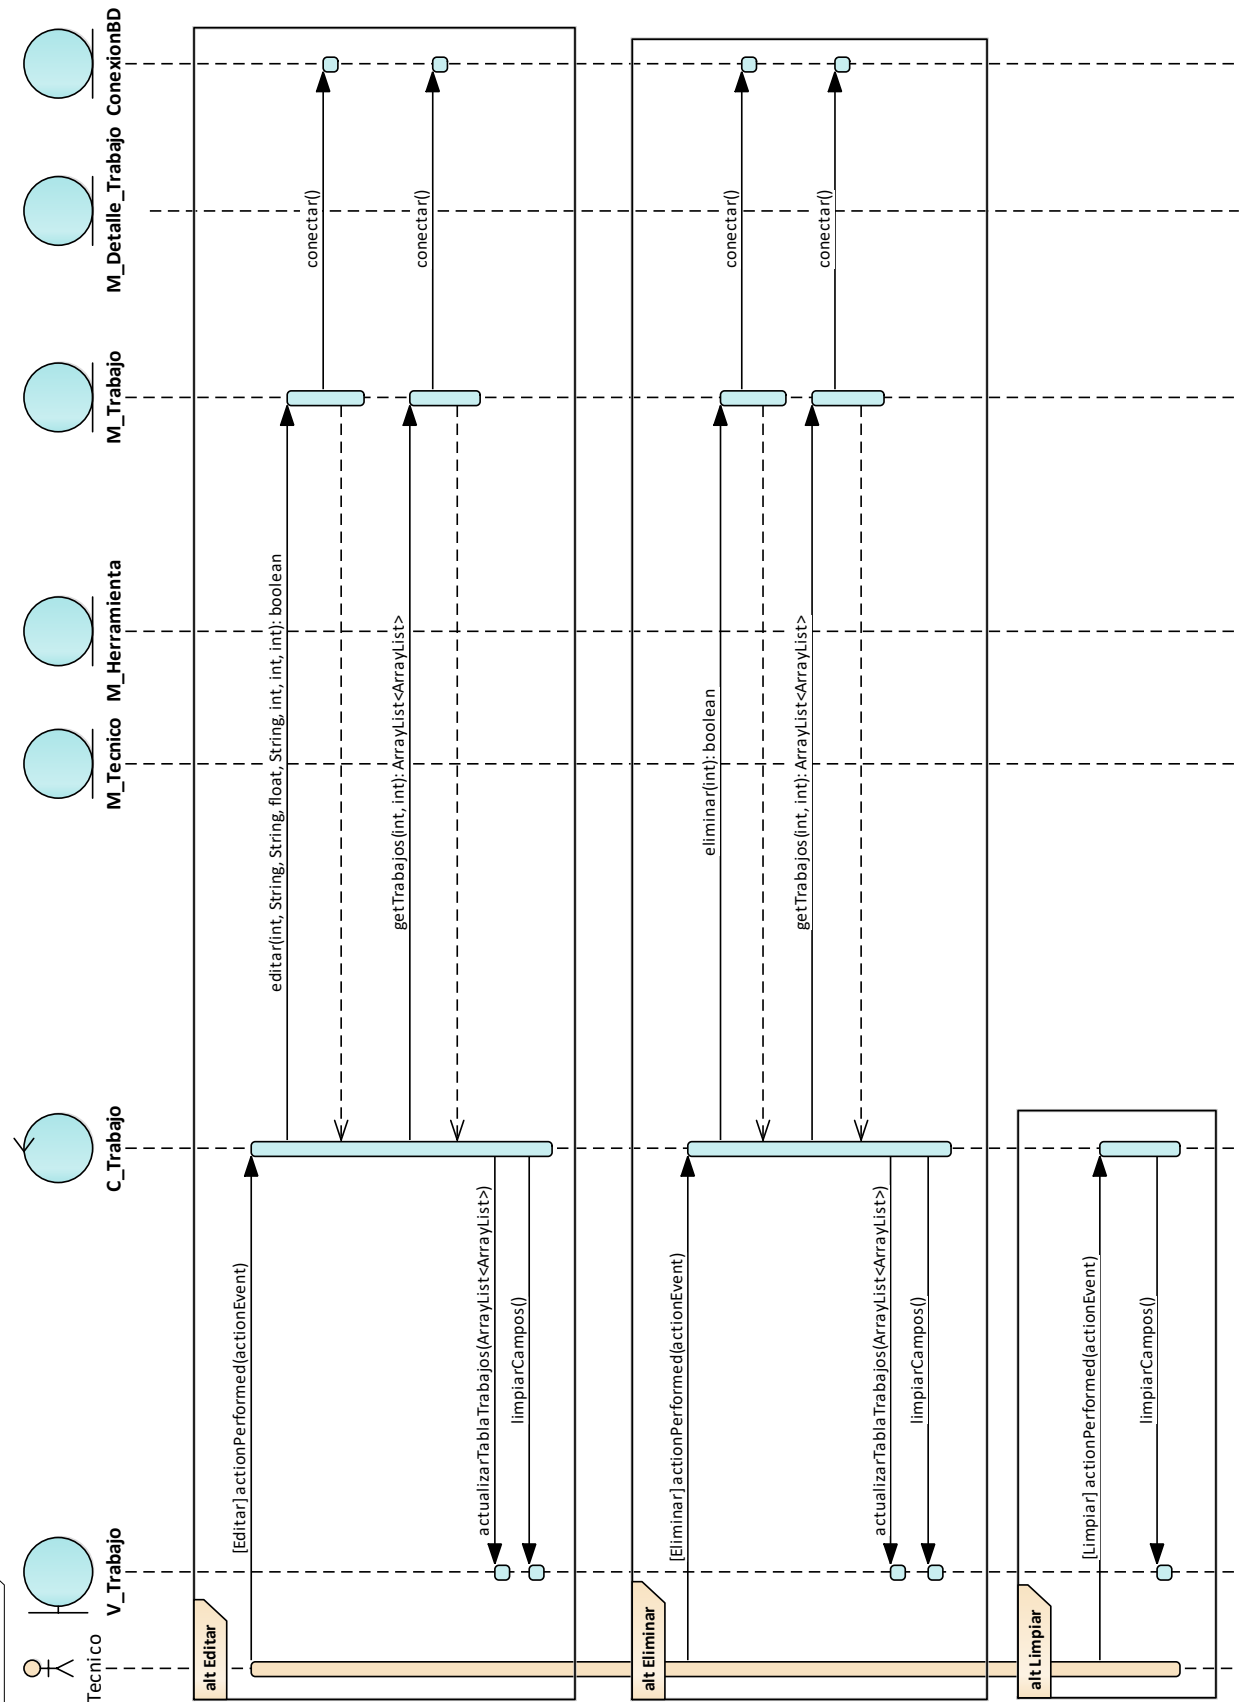 Tecnico
V_Trabajo
C_Trabajo
M_Tecnico
M_Herramienta
M_Trabajo
M_Detalle_Trabajo
ConexionBD
alt Editar
[Editar] actionPerformed(actionEvent)
editar(int, String, String, float, String, int, int, int): boolean
conectar()
getTrabajos(int, int): ArrayList<ArrayList>
conectar()
actualizarTablaTrabajos(ArrayList<ArrayList>)
limpiarCampos()
alt Eliminar
[Eliminar] actionPerformed(actionEvent)
eliminar(int): boolean
conectar()
getTrabajos(int, int): ArrayList<ArrayList>
conectar()
actualizarTablaTrabajos(ArrayList<ArrayList>)
limpiarCampos()
alt Limpiar
[Limpiar] actionPerformed(actionEvent)
limpiarCampos()